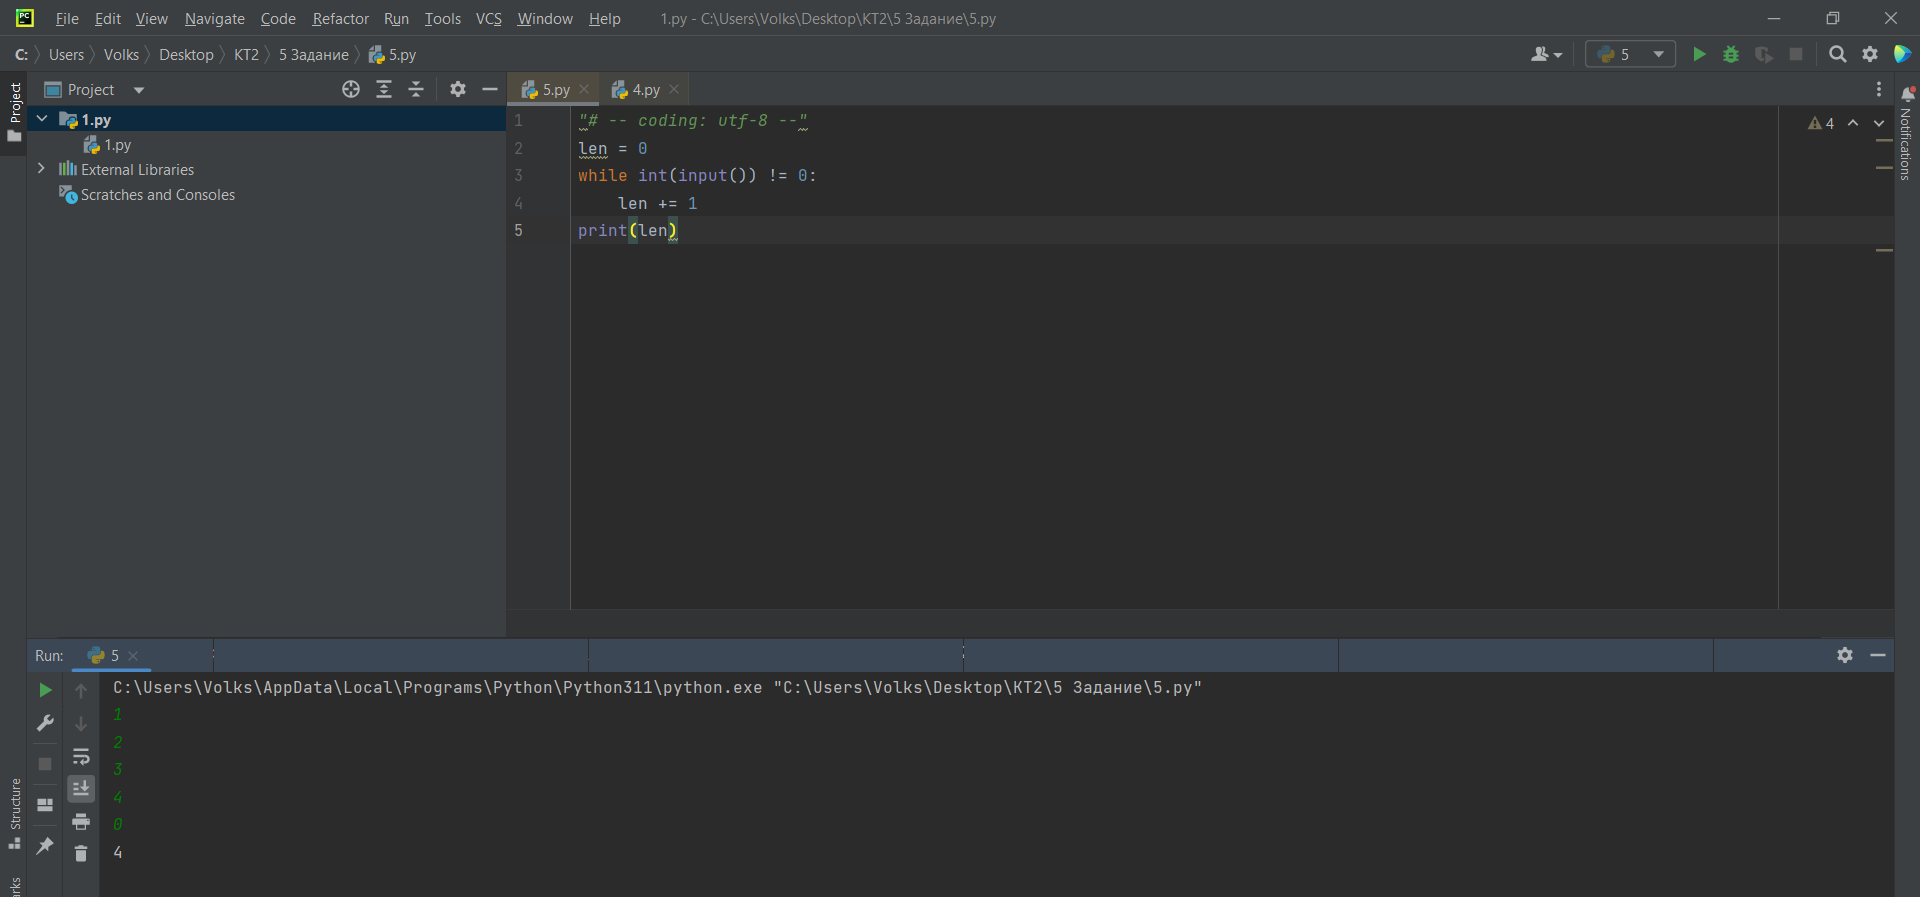 File Edit View Navigate Code Refactor Run Tools VCS Window Help 1.py - C:\Users\Volks\Desktop\KT2\5 Задание\5.py
C: Users Volks Desktop KT2 5 Задание 5.py
5
Project
Project
5.py
4.py
Notifications
1.py
1.py
External Libraries
Scratches and Consoles
4
1 "# -- coding: utf-8 --"
2 len = 0
3 while int(input()) != 0:
4     len += 1
5 print(len)
Run: 5
C:\Users\Volks\AppData\Local\Programs\Python\Python311\python.exe "C:\Users\Volks\Desktop\KT2\5 Задание\5.py"
1
2
3
4
0
4
Structure